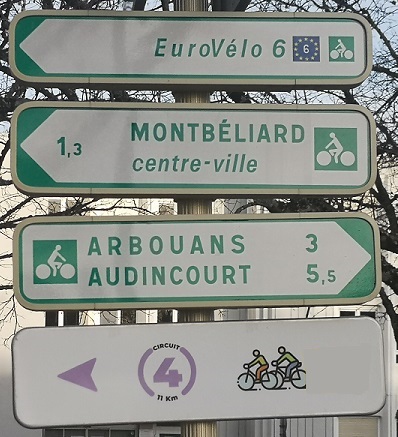 EuroVélo 6 6
1,3 MONTBÉLIARD
centre-ville
ARBOUANS 3
AUDINCOURT 5,5
CIRCUIT
4
11 Km